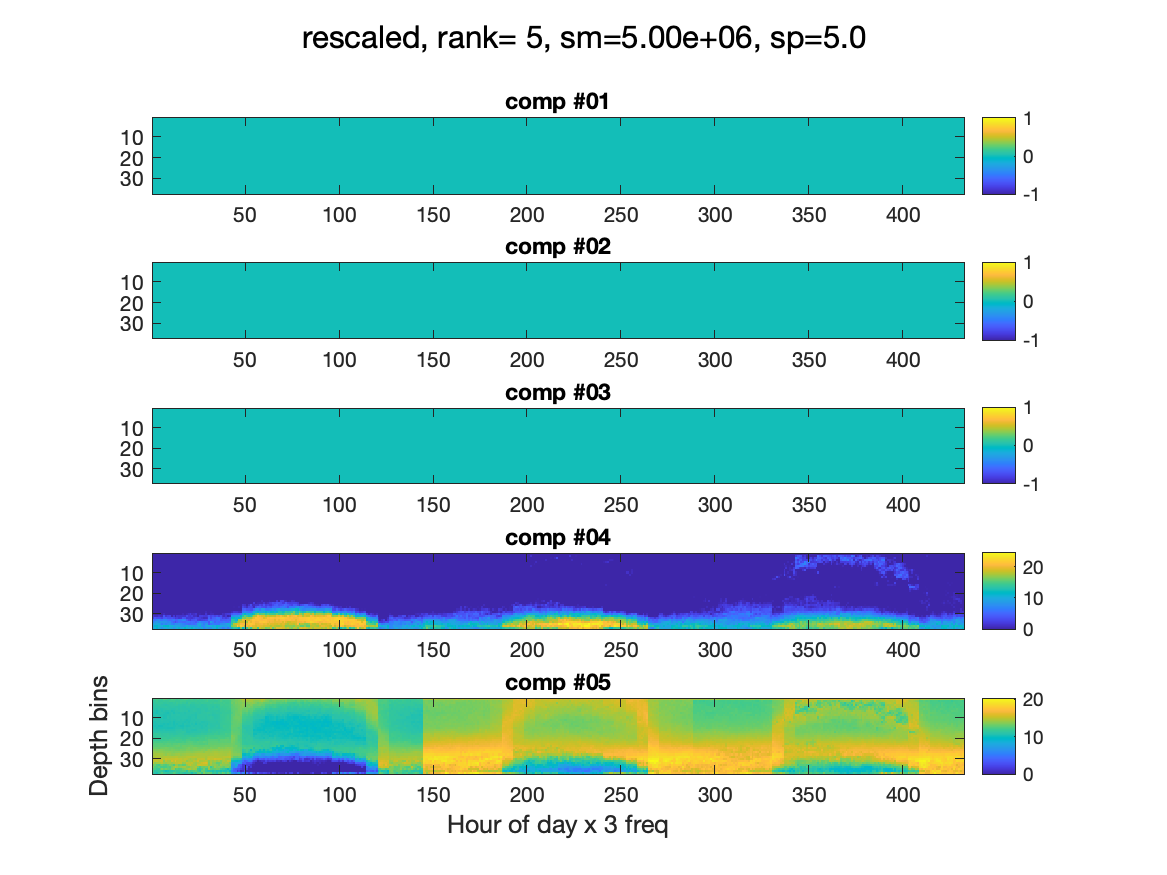 rescaled, rank= 5, sm=5.00e+06, sp=5.0
comp #01
10
20
30
50 100 150 200 250 300 350 400
1
0
-1
comp #02
10
20
30
50 100 150 200 250 300 350 400
1
0
-1
comp #03
10
20
30
50 100 150 200 250 300 350 400
1
0
-1
comp #04
10
20
30
50 100 150 200 250 300 350 400
20
10
0
comp #05
Depth bins
10
20
30
50 100 150 200 250 300 350 400
20
10
0
Hour of day x 3 freq